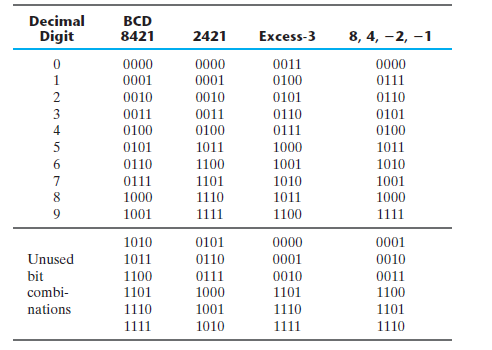 Decimal BCD
Digit 8421 2421 Excess-3 8, 4, −2, −1
0 0000 0000 0011 0000
1 0001 0001 0100 0111
2 0010 0010 0101 0110
3 0011 0011 0110 0101
4 0100 0100 0111 0100
5 0101 1011 1000 1011
6 0110 1100 1001 1010
7 0111 1101 1010 1001
8 1000 1110 1011 1000
9 1001 1111 1100 1111
1010 0101 0000 0001
Unused 1011 0110 0001 0010
bit 1100 0111 0010 0011
combi- 1101 1000 1101 1100
nations 1110 1001 1110 1101
1111 1010 1111 1110